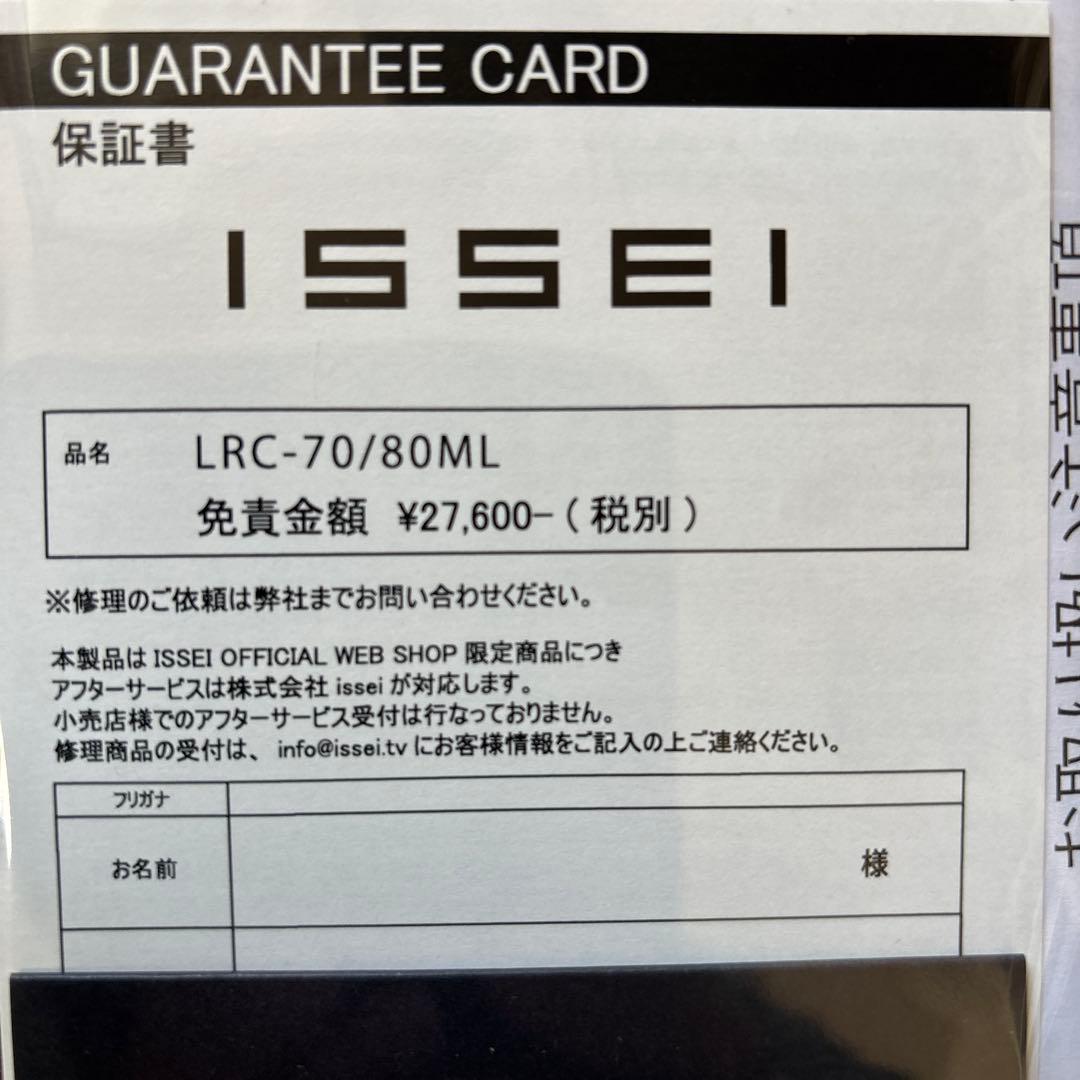 GUARANTEE CARD
保証書
ISSEI
品名 LRC-70/80ML
免責金額 ¥27,600-(税別)
※修理のご依頼は弊社までお問い合わせください。
本製品は ISSEI OFFICIAL WEB SHOP 限定商品につき
アフターサービスは株式会社 issei が対応します。
小売店様でのアフターサービス受付は行なっておりません。
修理商品の受付は、 info@issei.tv にお客様情報をご記入の上ご連絡ください。
フリガナ
お名前 様